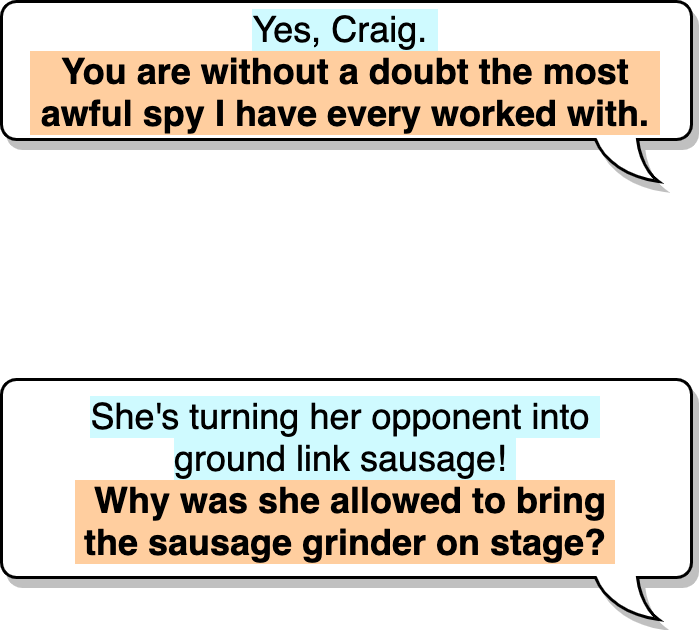 Yes, Craig.
You are without a doubt the most
awful spy I have every worked with.
She's turning her opponent into
ground link sausage!
Why was she allowed to bring
the sausage grinder on stage?